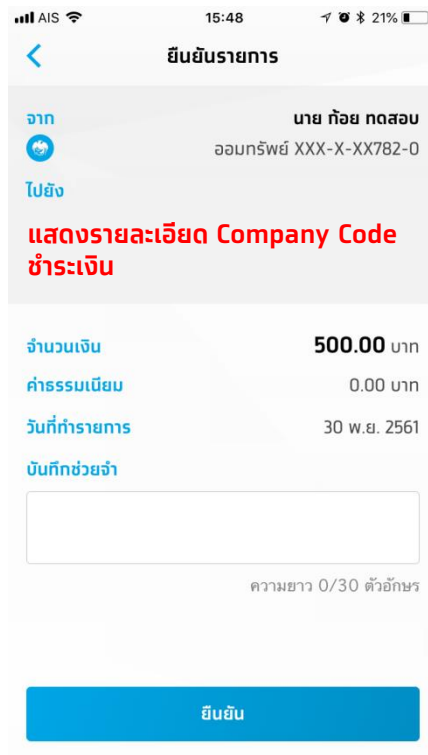 AIS 15:48 21%
ยืนยันรายการ
จาก นาย ก้อย ทดสอบ
ออมทรัพย์ XXX-X-XX782-0
ไปยัง
แสดงรายละเอียด Company Code
ชำระเงิน
จำนวนเงิน 500.00 บาท
ค่าธรรมเนียม 0.00 บาท
วันที่ทำรายการ 30 พ.ย. 2561
บันทึกช่วยจำ
ความยาว 0/30 ตัวอักษร
ยืนยัน